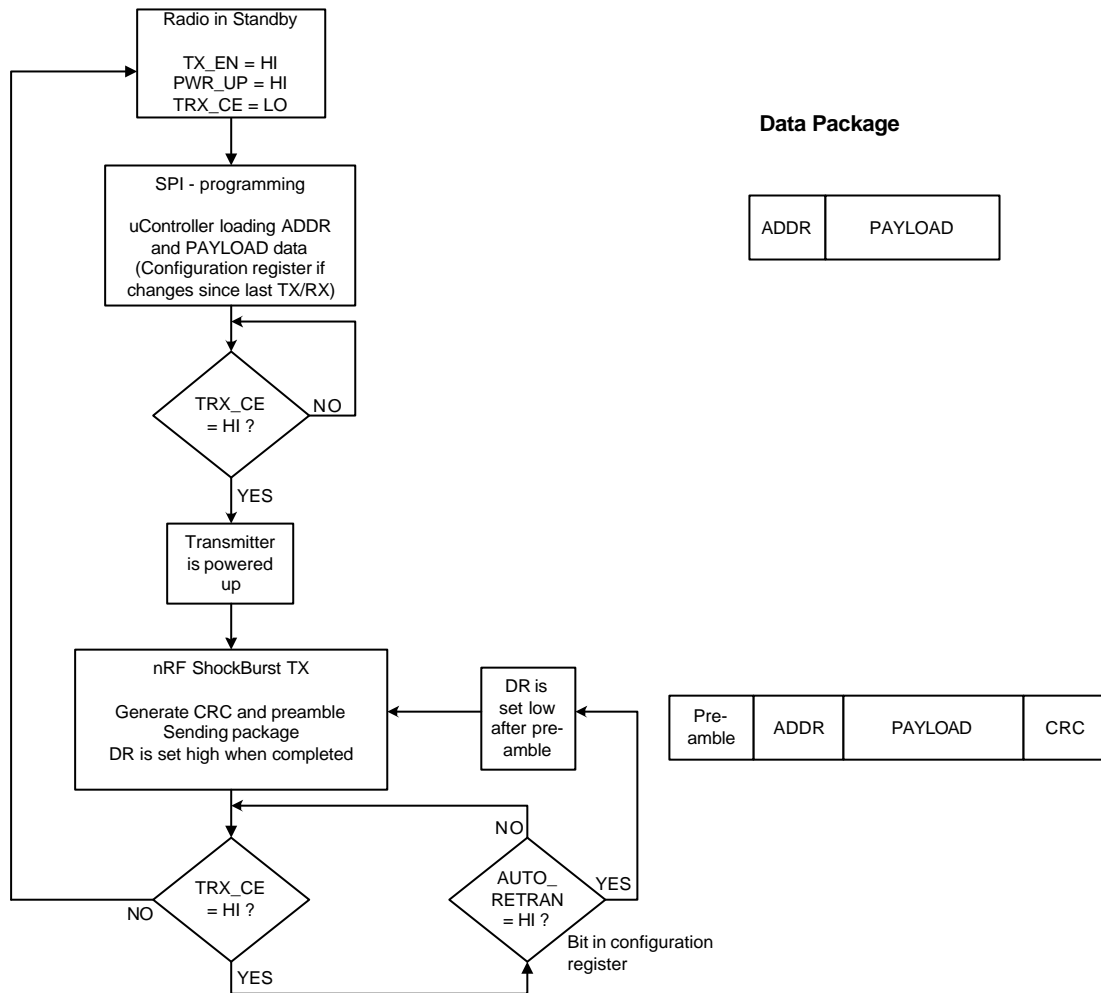 Radio in Standby
TX_EN = HI
PWR_UP = HI
TRX_CE = LO
Data Package
SPI - programming
uController loading ADDR
and PAYLOAD data
(Configuration register if
changes since last TX/RX)
ADDR
PAYLOAD
TRX_CE
= HI ?
NO
YES
Transmitter
is powered
up
nRF ShockBurst TX
Generate CRC and preamble
Sending package
DR is set high when completed
DR is
set low
after pre-
amble
Pre-
amble
ADDR
PAYLOAD
CRC
NO
TRX_CE
= HI ?
NO
YES
AUTO_
RETRAN
= HI ?
YES
Bit in configuration
register